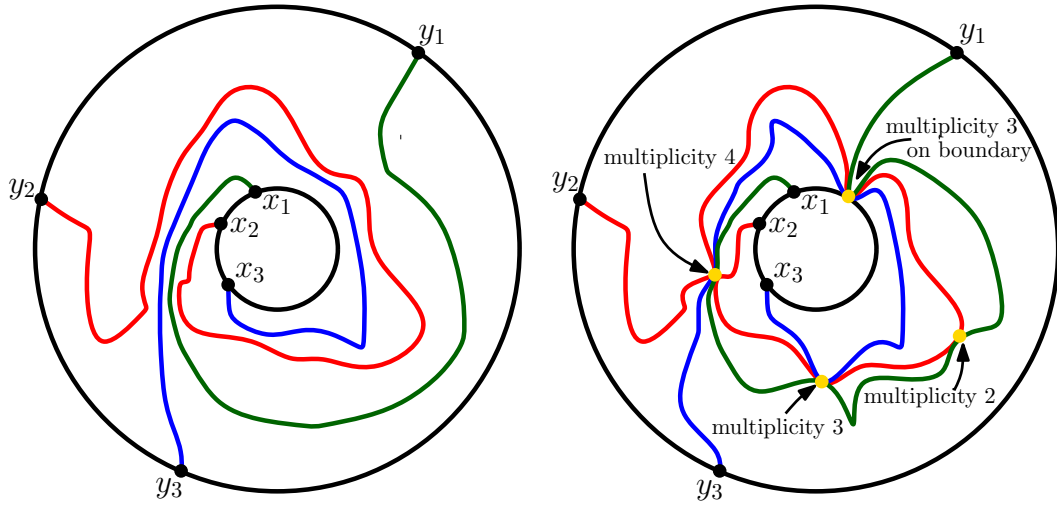 y₁
y₂
x₁
x₂
x₃
y₃
y₁
multiplicity 3
on boundary
multiplicity 4
y₂
x₁
x₂
x₃
multiplicity 2
multiplicity 3
y₃